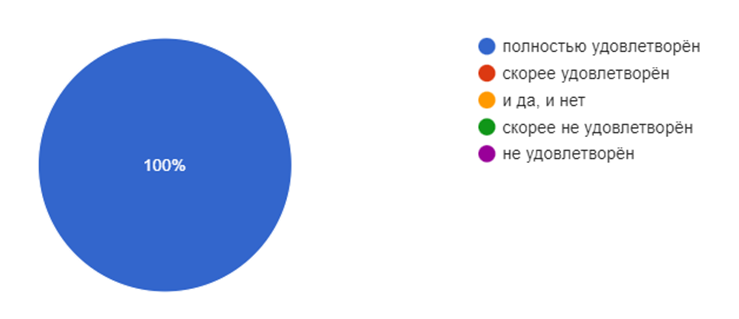 100%
полностью удовлетворён
скорее удовлетворён
и да, и нет
скорее не удовлетворён
не удовлетворён